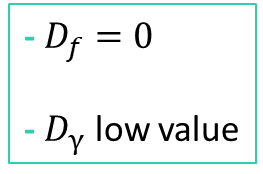 - D_f = 0
- D_γ low value